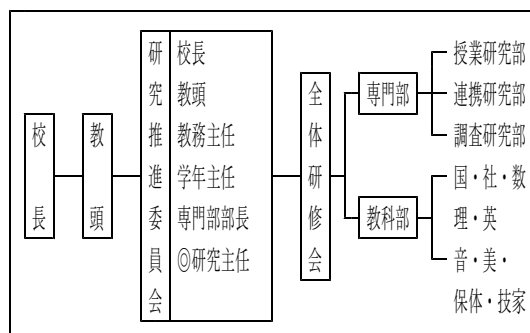 校長
教頭
研究推進委員会
校長
教頭
教務主任
学年主任
専門部部長
◎研究主任
全体研修会
専門部
授業研究部
連携研究部
調査研究部
教科部
国・社・数
理・英
音・美・
保体・技家